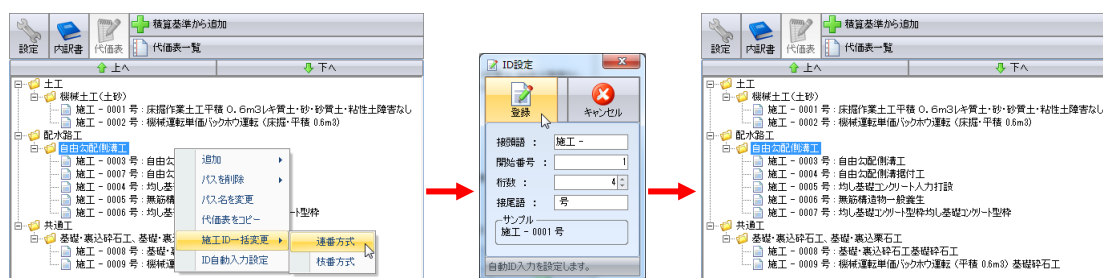 設定
内訳書
代価表
積算基準から追加
代価表一覧
上へ
下へ
土工
機械土工(土砂)
施工 - 0001 号 : 床掘作業土工平積 0.6m3レキ質土・砂・砂質土・粘性土障害なし
施工 - 0002 号 : 機械運転単価バックホウ運転 (床掘・平積 0.6m3)
配水路工
自由勾配側溝工
施工 - 0003 号 : 自由勾
施工 - 0007 号 : 自由勾
施工 - 0004 号 : 均し基
施工 - 0005 号 : 無筋構
施工 - 0006 号 : 均し基
ート型枠
共通工
基礎・裏込砕石工、基礎・裏
施工 - 0008 号 : 基礎・裏
施工 - 0009 号 : 機械運
追加
パスを削除
パス名を変更
代価表をコピー
施工ID一括変更
ID自動入力設定
連番方式
枝番方式
ID設定
登録
キャンセル
接頭語 : 施工 -
開始番号 : 1
桁数 : 4
接尾語 : 号
サンプル
施工 - 0001 号
自動ID入力を設定します。
設定
内訳書
代価表
積算基準から追加
代価表一覧
上へ
下へ
土工
機械土工(土砂)
施工 - 0001 号 : 床掘作業土工平積 0.6m3レキ質土・砂・砂質土・粘性土障害なし
施工 - 0002 号 : 機械運転単価バックホウ運転 (床掘・平積 0.6m3)
配水路工
自由勾配側溝工
施工 - 0003 号 : 自由勾配側溝工
施工 - 0004 号 : 自由勾配側溝据付工
施工 - 0005 号 : 均し基礎コンクリート人力打設
施工 - 0006 号 : 無筋構造物一般養生
施工 - 0007 号 : 均し基礎コンクリート型枠均し基礎コンクリート型枠
共通工
基礎・裏込砕石工、基礎・裏込栗石工
施工 - 0008 号 : 基礎・裏込砕石工基礎砕石工
施工 - 0009 号 : 機械運転単価バックホウ運転 (平積 0.6m3) 基礎砕石工